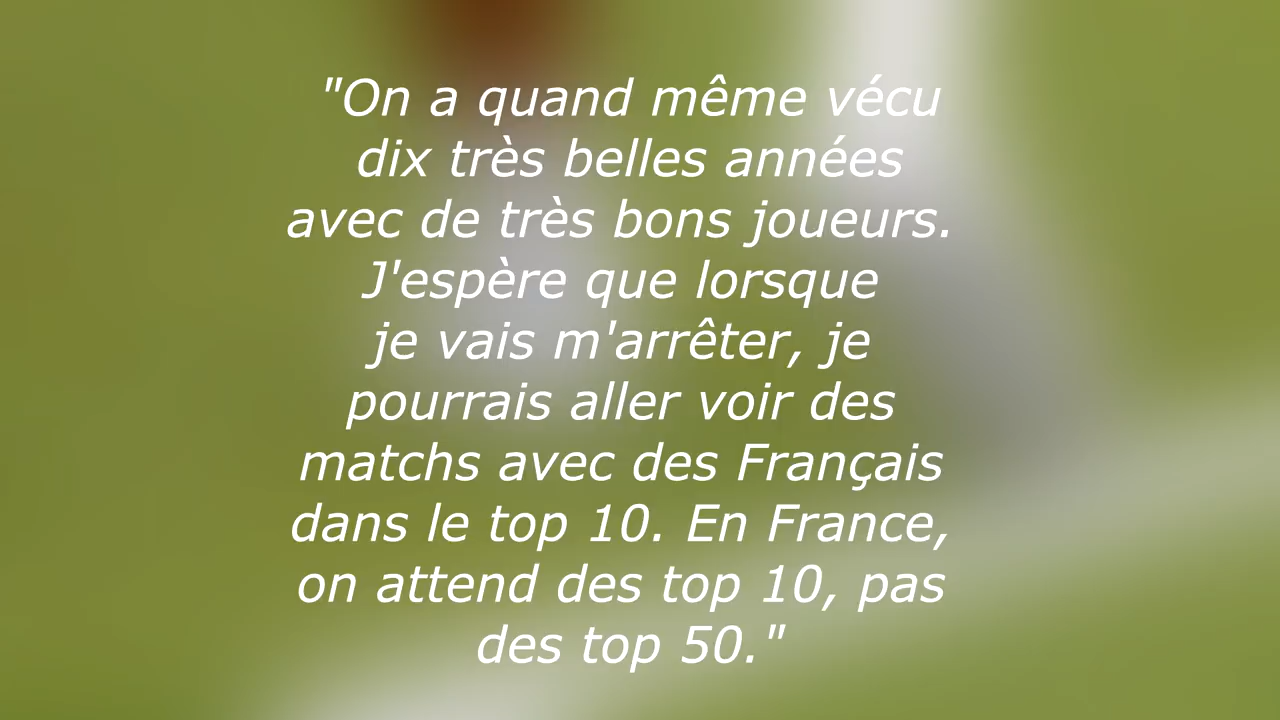 "On a quand même vécu
dix très belles années
avec de très bons joueurs.
J'espère que lorsque
je vais m'arrêter, je
pourrais aller voir des
matchs avec des Français
dans le top 10. En France,
on attend des top 10, pas
des top 50."